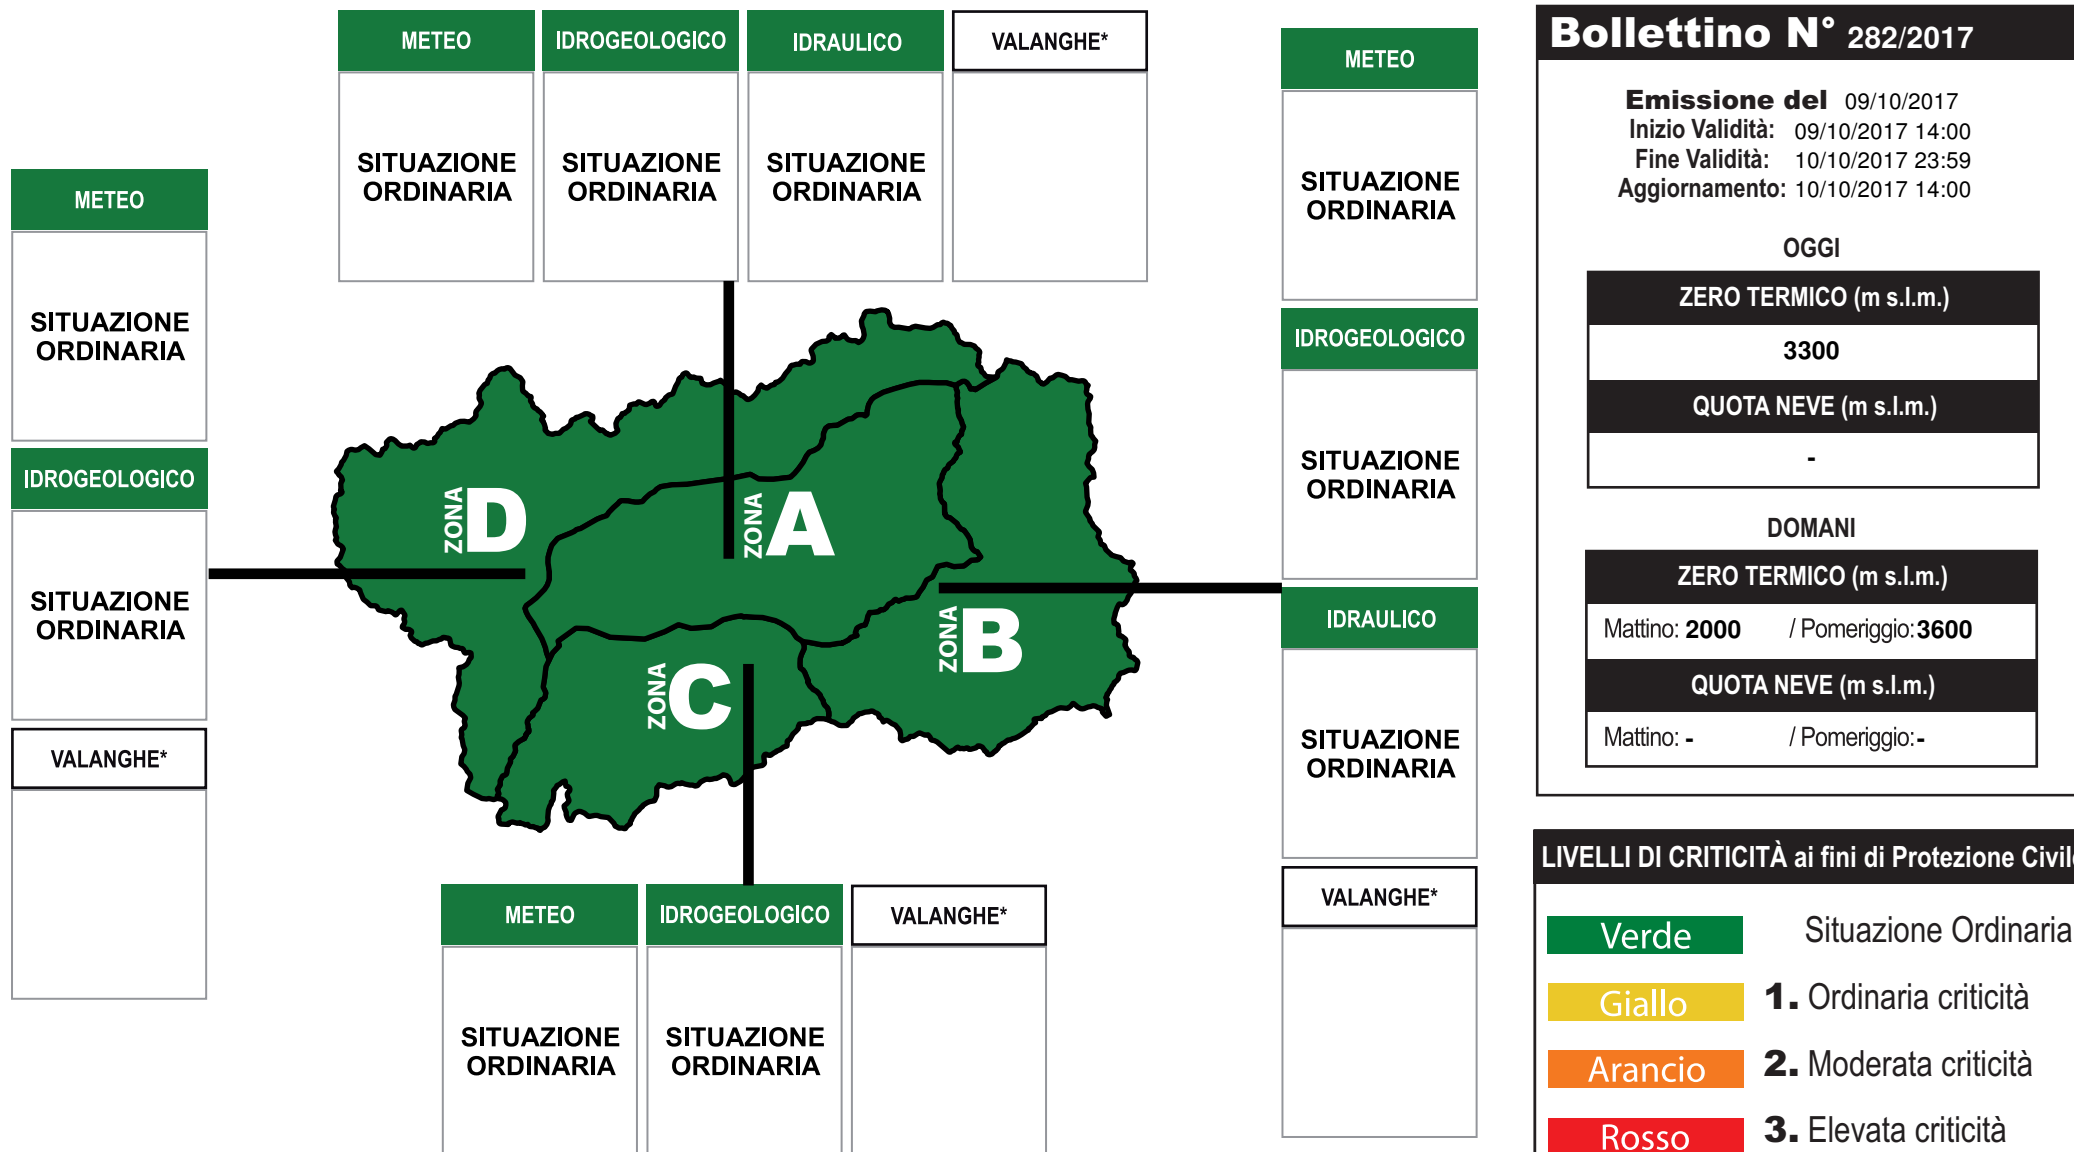 METEO
IDROGEOLOGICO
IDRAULICO
VALANGHE*
SITUAZIONE
ORDINARIA
SITUAZIONE
ORDINARIA
SITUAZIONE
ORDINARIA
METEO
SITUAZIONE
ORDINARIA
IDROGEOLOGICO
SITUAZIONE
ORDINARIA
VALANGHE*
ZONA D
ZONA A
ZONA B
ZONA C
METEO
SITUAZIONE
ORDINARIA
IDROGEOLOGICO
SITUAZIONE
ORDINARIA
IDRAULICO
SITUAZIONE
ORDINARIA
VALANGHE*
METEO
IDROGEOLOGICO
VALANGHE*
SITUAZIONE
ORDINARIA
SITUAZIONE
ORDINARIA
Bollettino N° 282/2017
Emissione del 09/10/2017
Inizio Validità: 09/10/2017 14:00
Fine Validità: 10/10/2017 23:59
Aggiornamento: 10/10/2017 14:00
OGGI
ZERO TERMICO (m s.l.m.)
3300
QUOTA NEVE (m s.l.m.)
-
DOMANI
ZERO TERMICO (m s.l.m.)
Mattino: 2000 / Pomeriggio: 3600
QUOTA NEVE (m s.l.m.)
Mattino: - / Pomeriggio: -
LIVELLI DI CRITICITÀ ai fini di Protezione Civile
Verde Situazione Ordinaria
Giallo 1. Ordinaria criticità
Arancio 2. Moderata criticità
Rosso 3. Elevata criticità